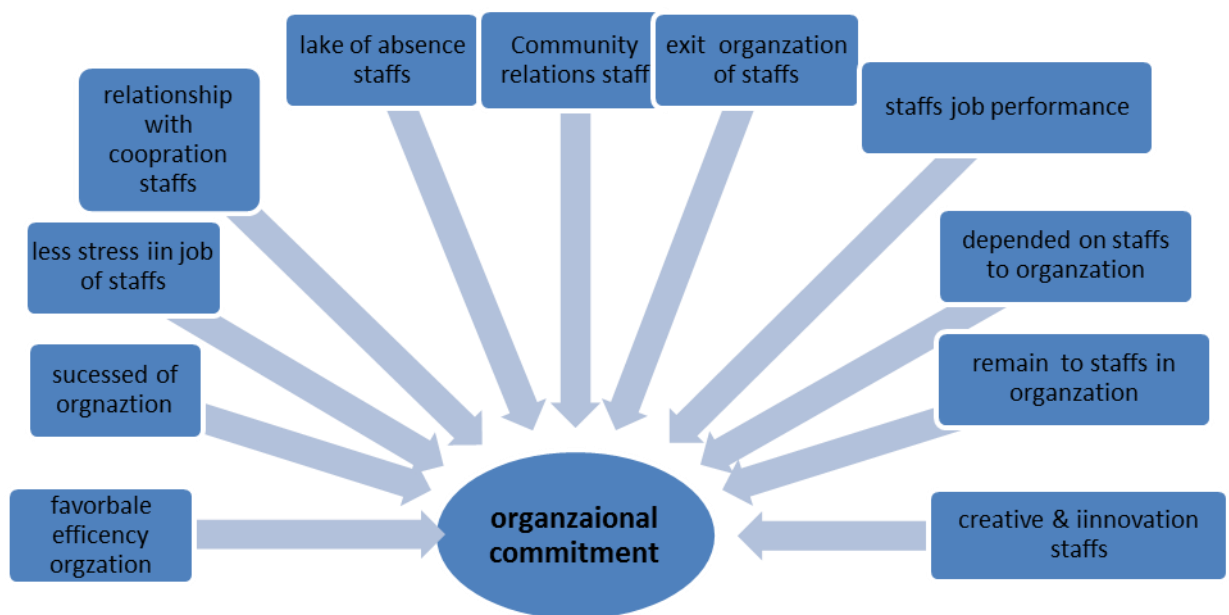 lake of absence
staffs
Community
relations staff
exit organzation
of staffs
staffs job performance
relationship
with
coopration
staffs
less stress iin job
of staffs
depended on staffs
to organzation
sucessed of
orgnaztion
remain to staffs in
organzation
favorbale
efficency
orgzation
organzaional
commitment
creative & iinnovation
staffs